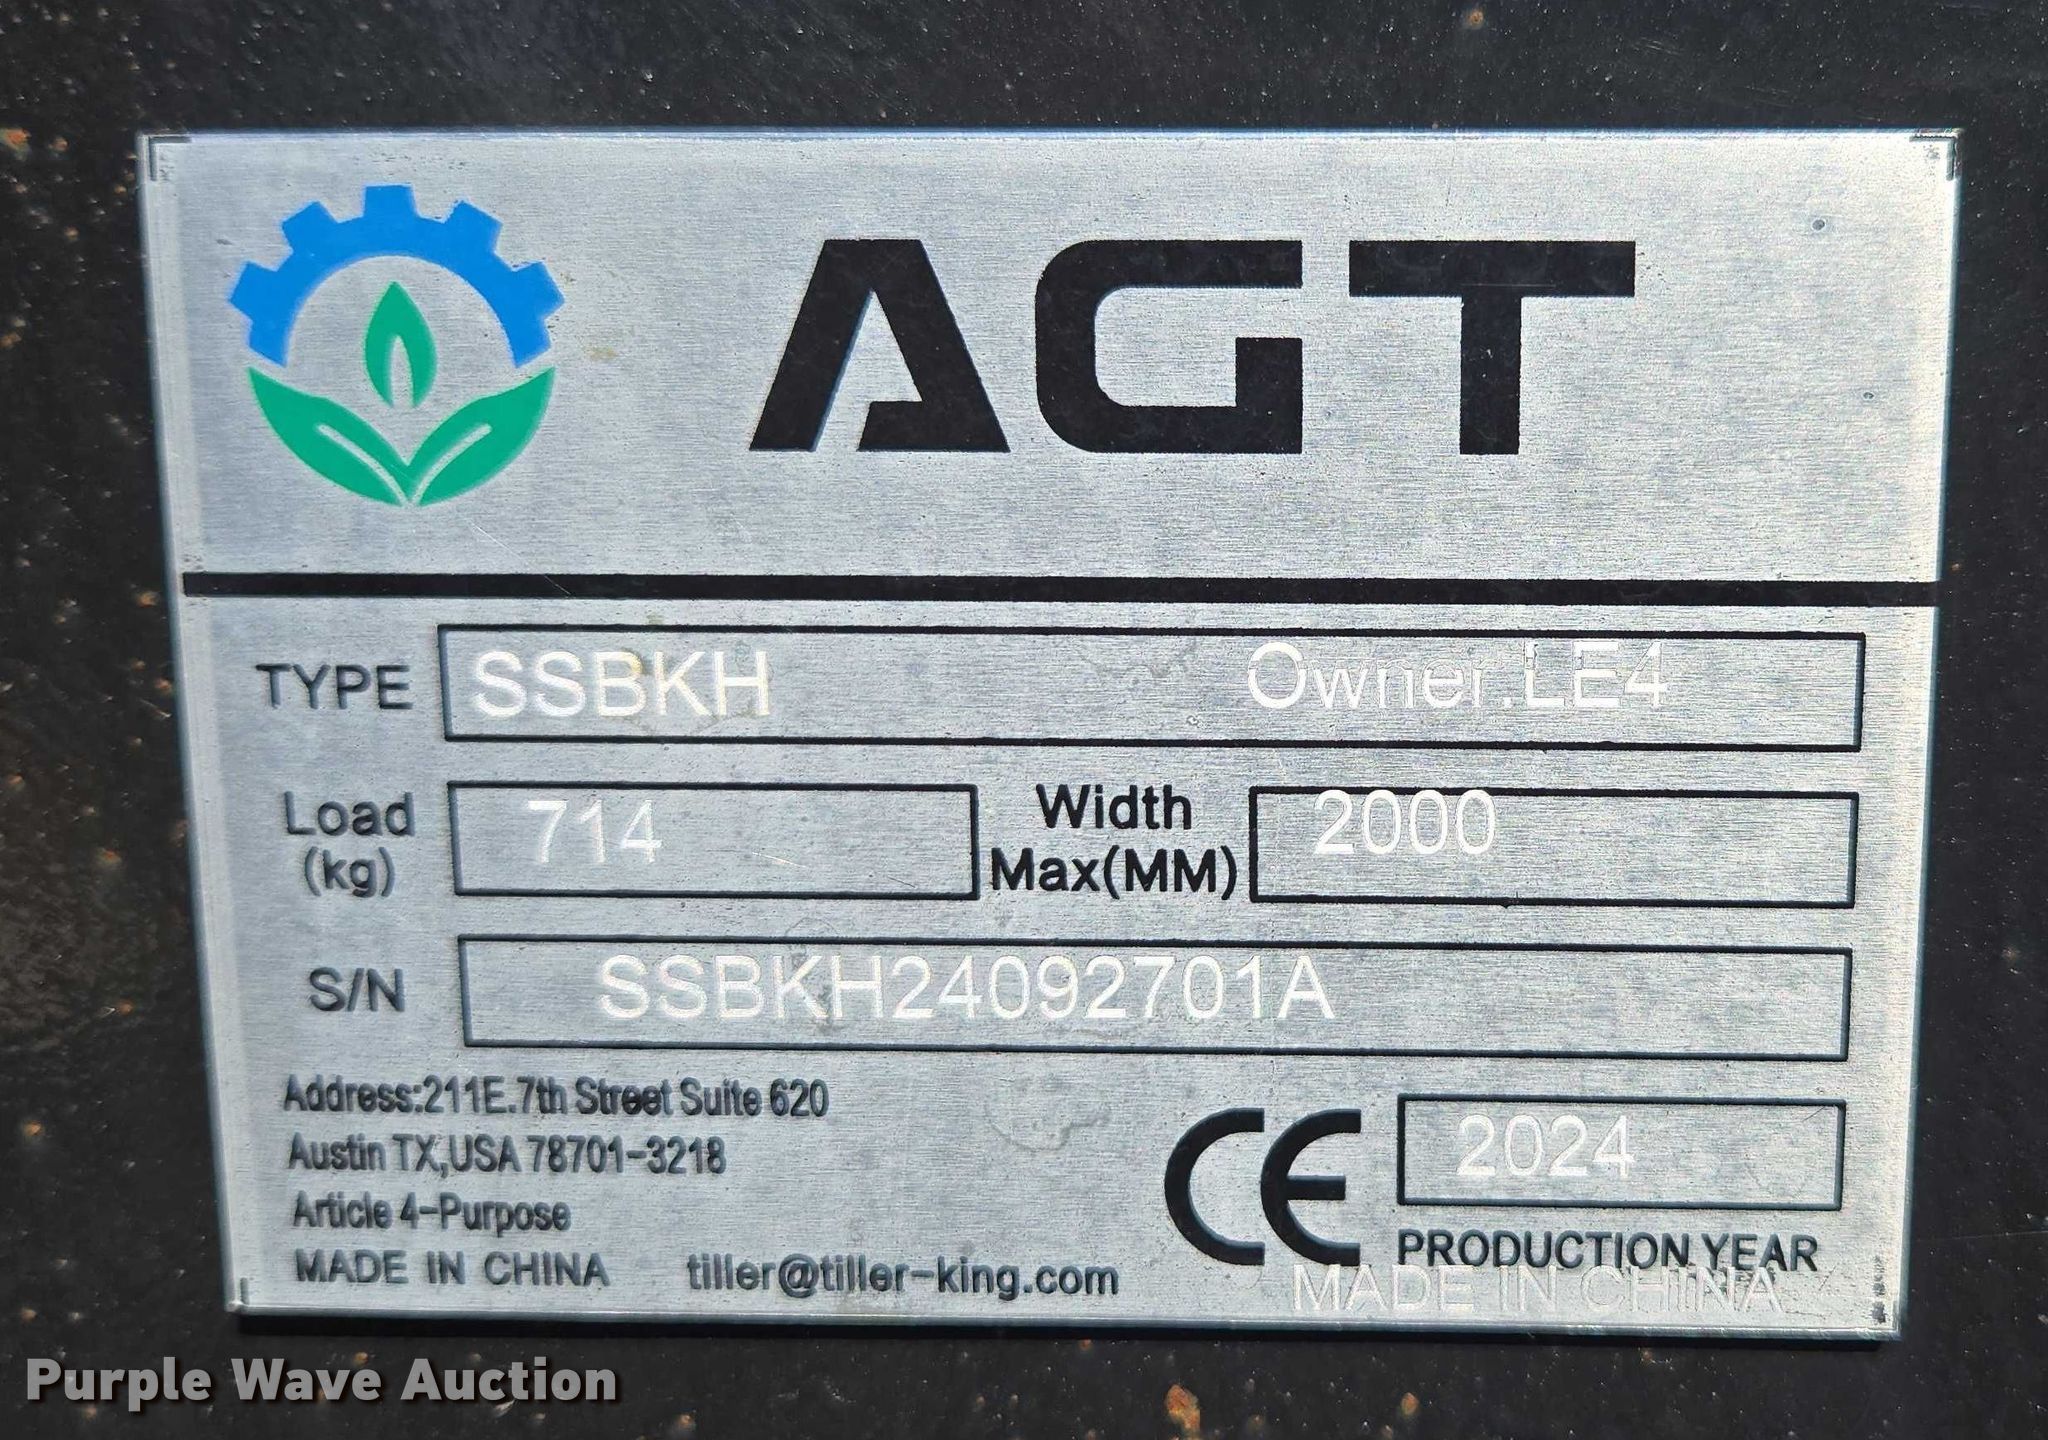 AGT
TYPE SSBKH Owner.LE4
Load (kg) 714 Width Max(MM) 2000
S/N SSBKH24092701A
Address:211E.7th Street Suite 620
Austin TX,USA 78701-3218
Article 4-Purpose
MADE IN CHINA tiller@tiller-king.com
CE 2024
PRODUCTION YEAR
MADE IN CHINA
Purple Wave Auction